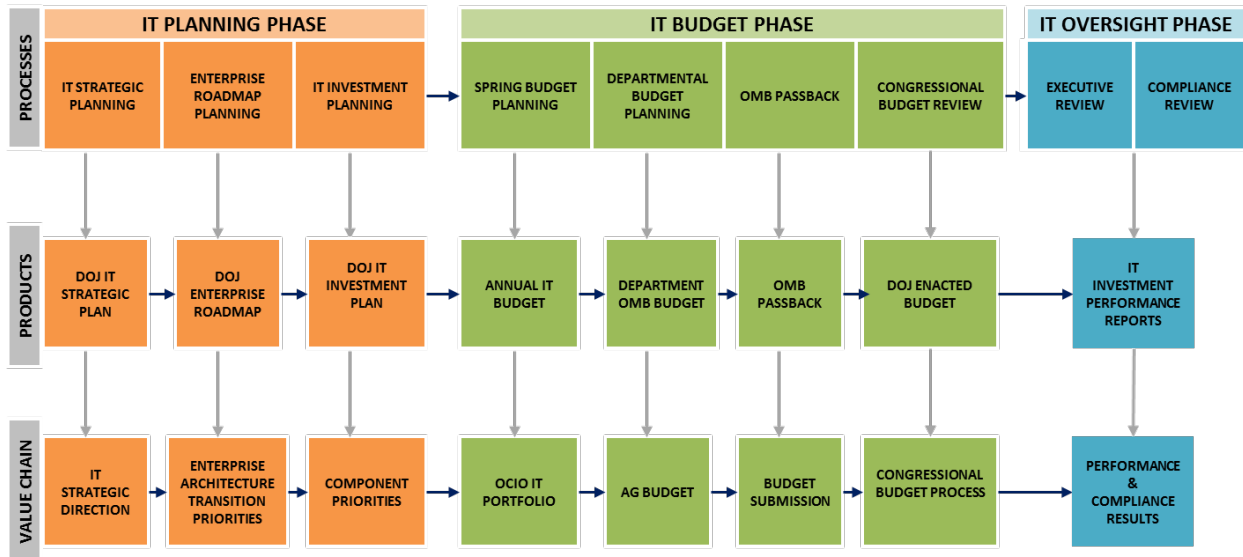 IT PLANNING PHASE
IT BUDGET PHASE
IT OVERSIGHT PHASE
PROCESSES
IT STRATEGIC
PLANNING
ENTERPRISE
ROADMAP
PLANNING
IT INVESTMENT
PLANNING
SPRING BUDGET
PLANNING
DEPARTMENTAL
BUDGET
PLANNING
OMB PASSBACK
CONGRESSIONAL
BUDGET REVIEW
EXECUTIVE
REVIEW
COMPLIANCE
REVIEW
PRODUCTS
DOJ IT
STRATEGIC
PLAN
DOJ
ENTERPRISE
ROADMAP
DOJ IT
INVESTMENT
PLAN
ANNUAL IT
BUDGET
DEPARTMENT
OMB BUDGET
OMB
PASSBACK
DOJ ENACTED
BUDGET
IT
INVESTMENT
PERFORMANCE
REPORTS
VALUE CHAIN
IT
STRATEGIC
DIRECTION
ENTERPRISE
ARCHITECTURE
TRANSITION
PRIORITIES
COMPONENT
PRIORITIES
OCIO IT
PORTFOLIO
AG BUDGET
BUDGET
SUBMISSION
CONGRESSIONAL
BUDGET PROCESS
PERFORMANCE
&
COMPLIANCE
RESULTS